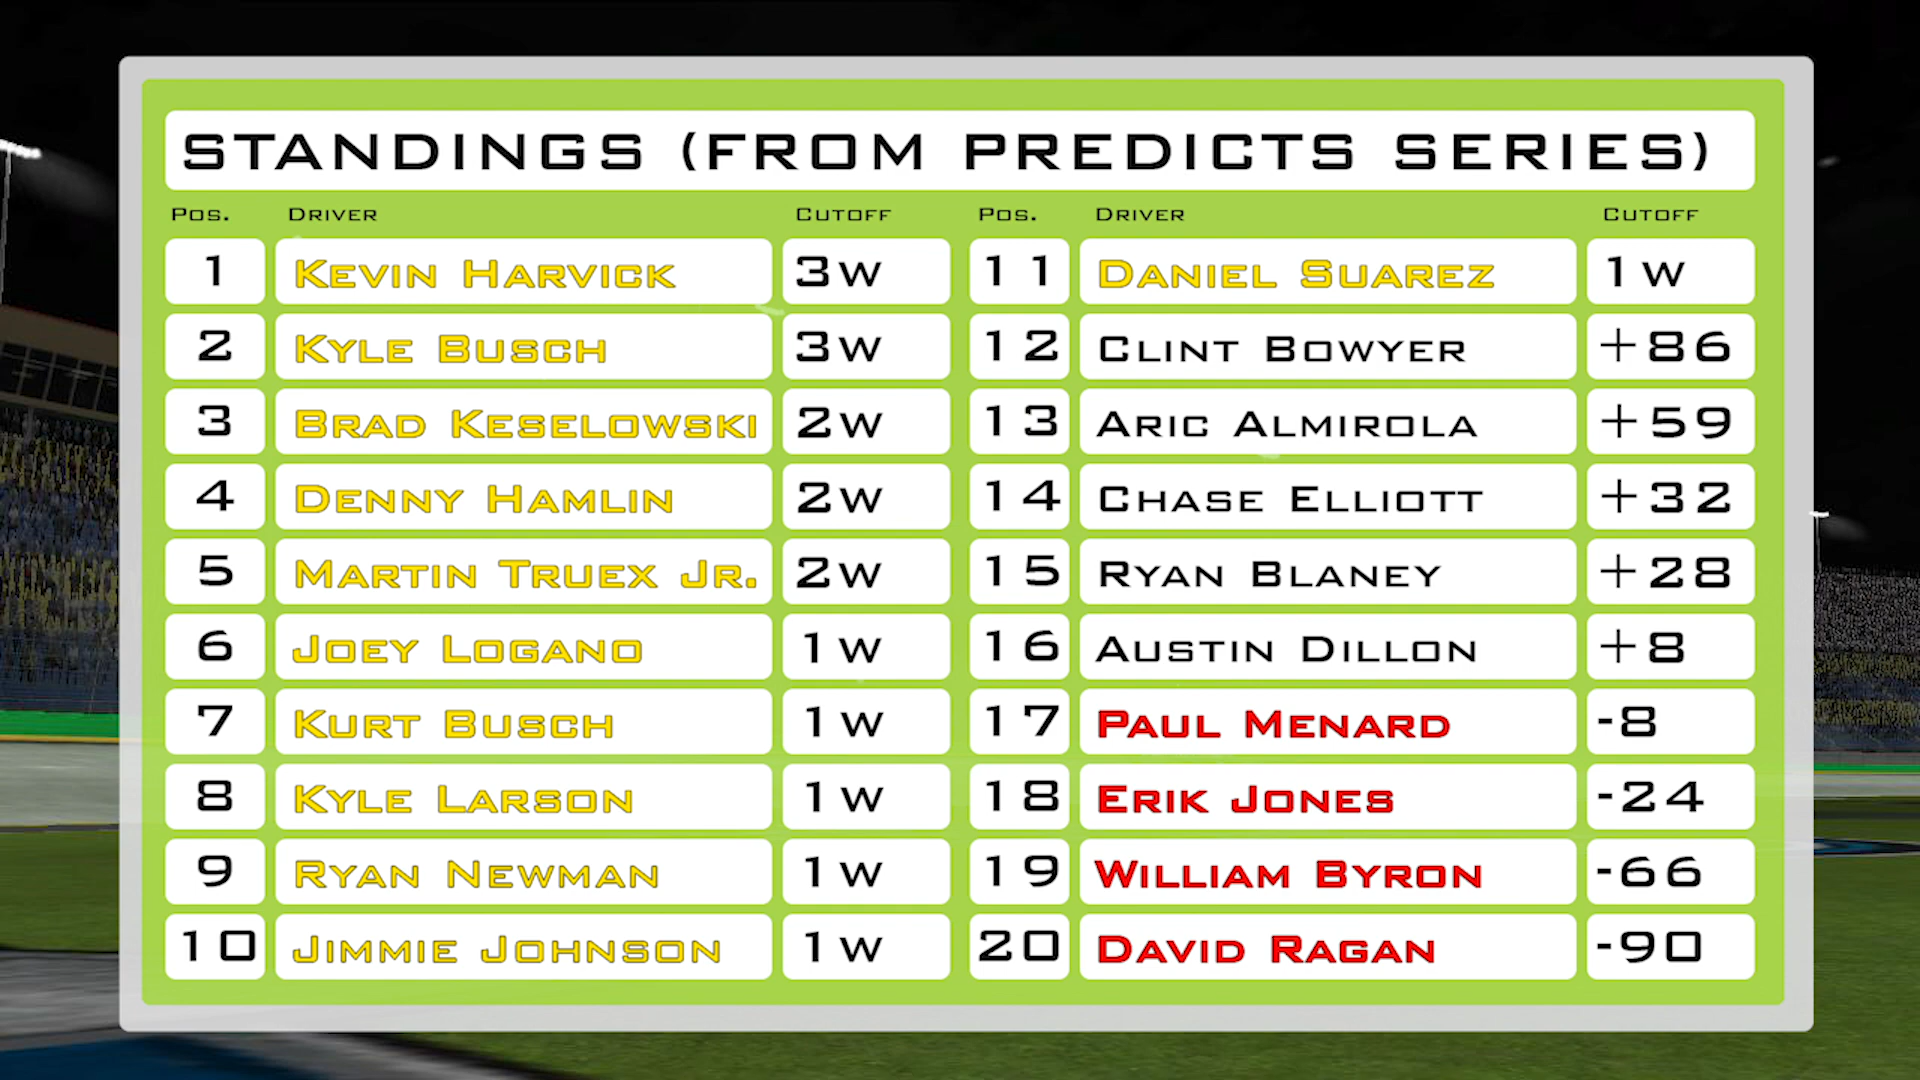 STANDINGS (FROM PREDICTS SERIES)
POS. DRIVER CUTOFF POS. DRIVER CUTOFF
1 KEVIN HARVICK 3W 11 DANIEL SUAREZ 1W
2 KYLE BUSCH 3W 12 CLINT BOWYER +86
3 BRAD KESELOWSKI 2W 13 ARIC ALMIROLA +59
4 DENNY HAMLIN 2W 14 CHASE ELLIOTT +32
5 MARTIN TRUEX JR. 2W 15 RYAN BLANEY +28
6 JOEY LOGANO 1W 16 AUSTIN DILLON +8
7 KURT BUSCH 1W 17 PAUL MENARD -8
8 KYLE LARSON 1W 18 ERIK JONES -24
9 RYAN NEWMAN 1W 19 WILLIAM BYRON -66
10 JIMMIE JOHNSON 1W 20 DAVID RAGAN -90